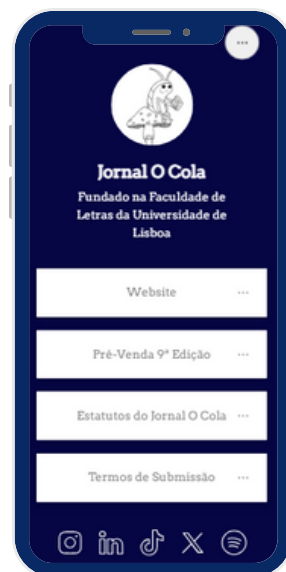 Jornal O Cola
Fundado na Faculdade de
Letras da Universidade de
Lisboa
Website
Pré-Venda 9ª Edição
Estatutos do Jornal O Cola
Termos de Submissão